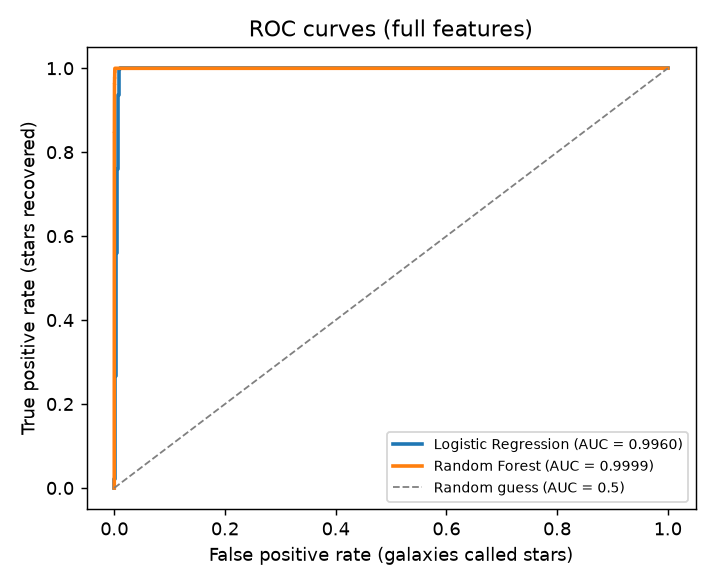 ROC curves (full features)
True positive rate (stars recovered)
1.0
0.8
0.6
0.4
0.2
0.0
0.0 0.2 0.4 0.6 0.8 1.0
False positive rate (galaxies called stars)
Logistic Regression (AUC = 0.9960)
Random Forest (AUC = 0.9999)
Random guess (AUC = 0.5)